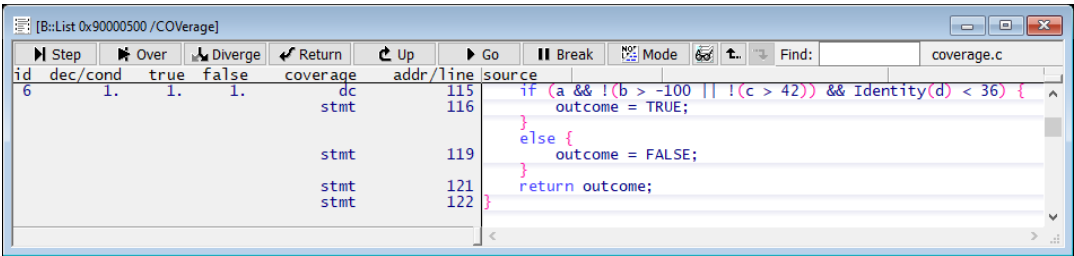 [B::List 0x90000500 /COVerage]
Step Over Diverge Return Up Go Break Mode Find: coverage.c
id dec/cond true false coverage addr/line source
6 1. 1. 1. dc 115 if (a && !(b > -100 || !(c > 42)) && Identity(d) < 36) {
stmt 116 outcome = TRUE;
}
else {
stmt 119 outcome = FALSE;
}
stmt 121 return outcome;
stmt 122 }